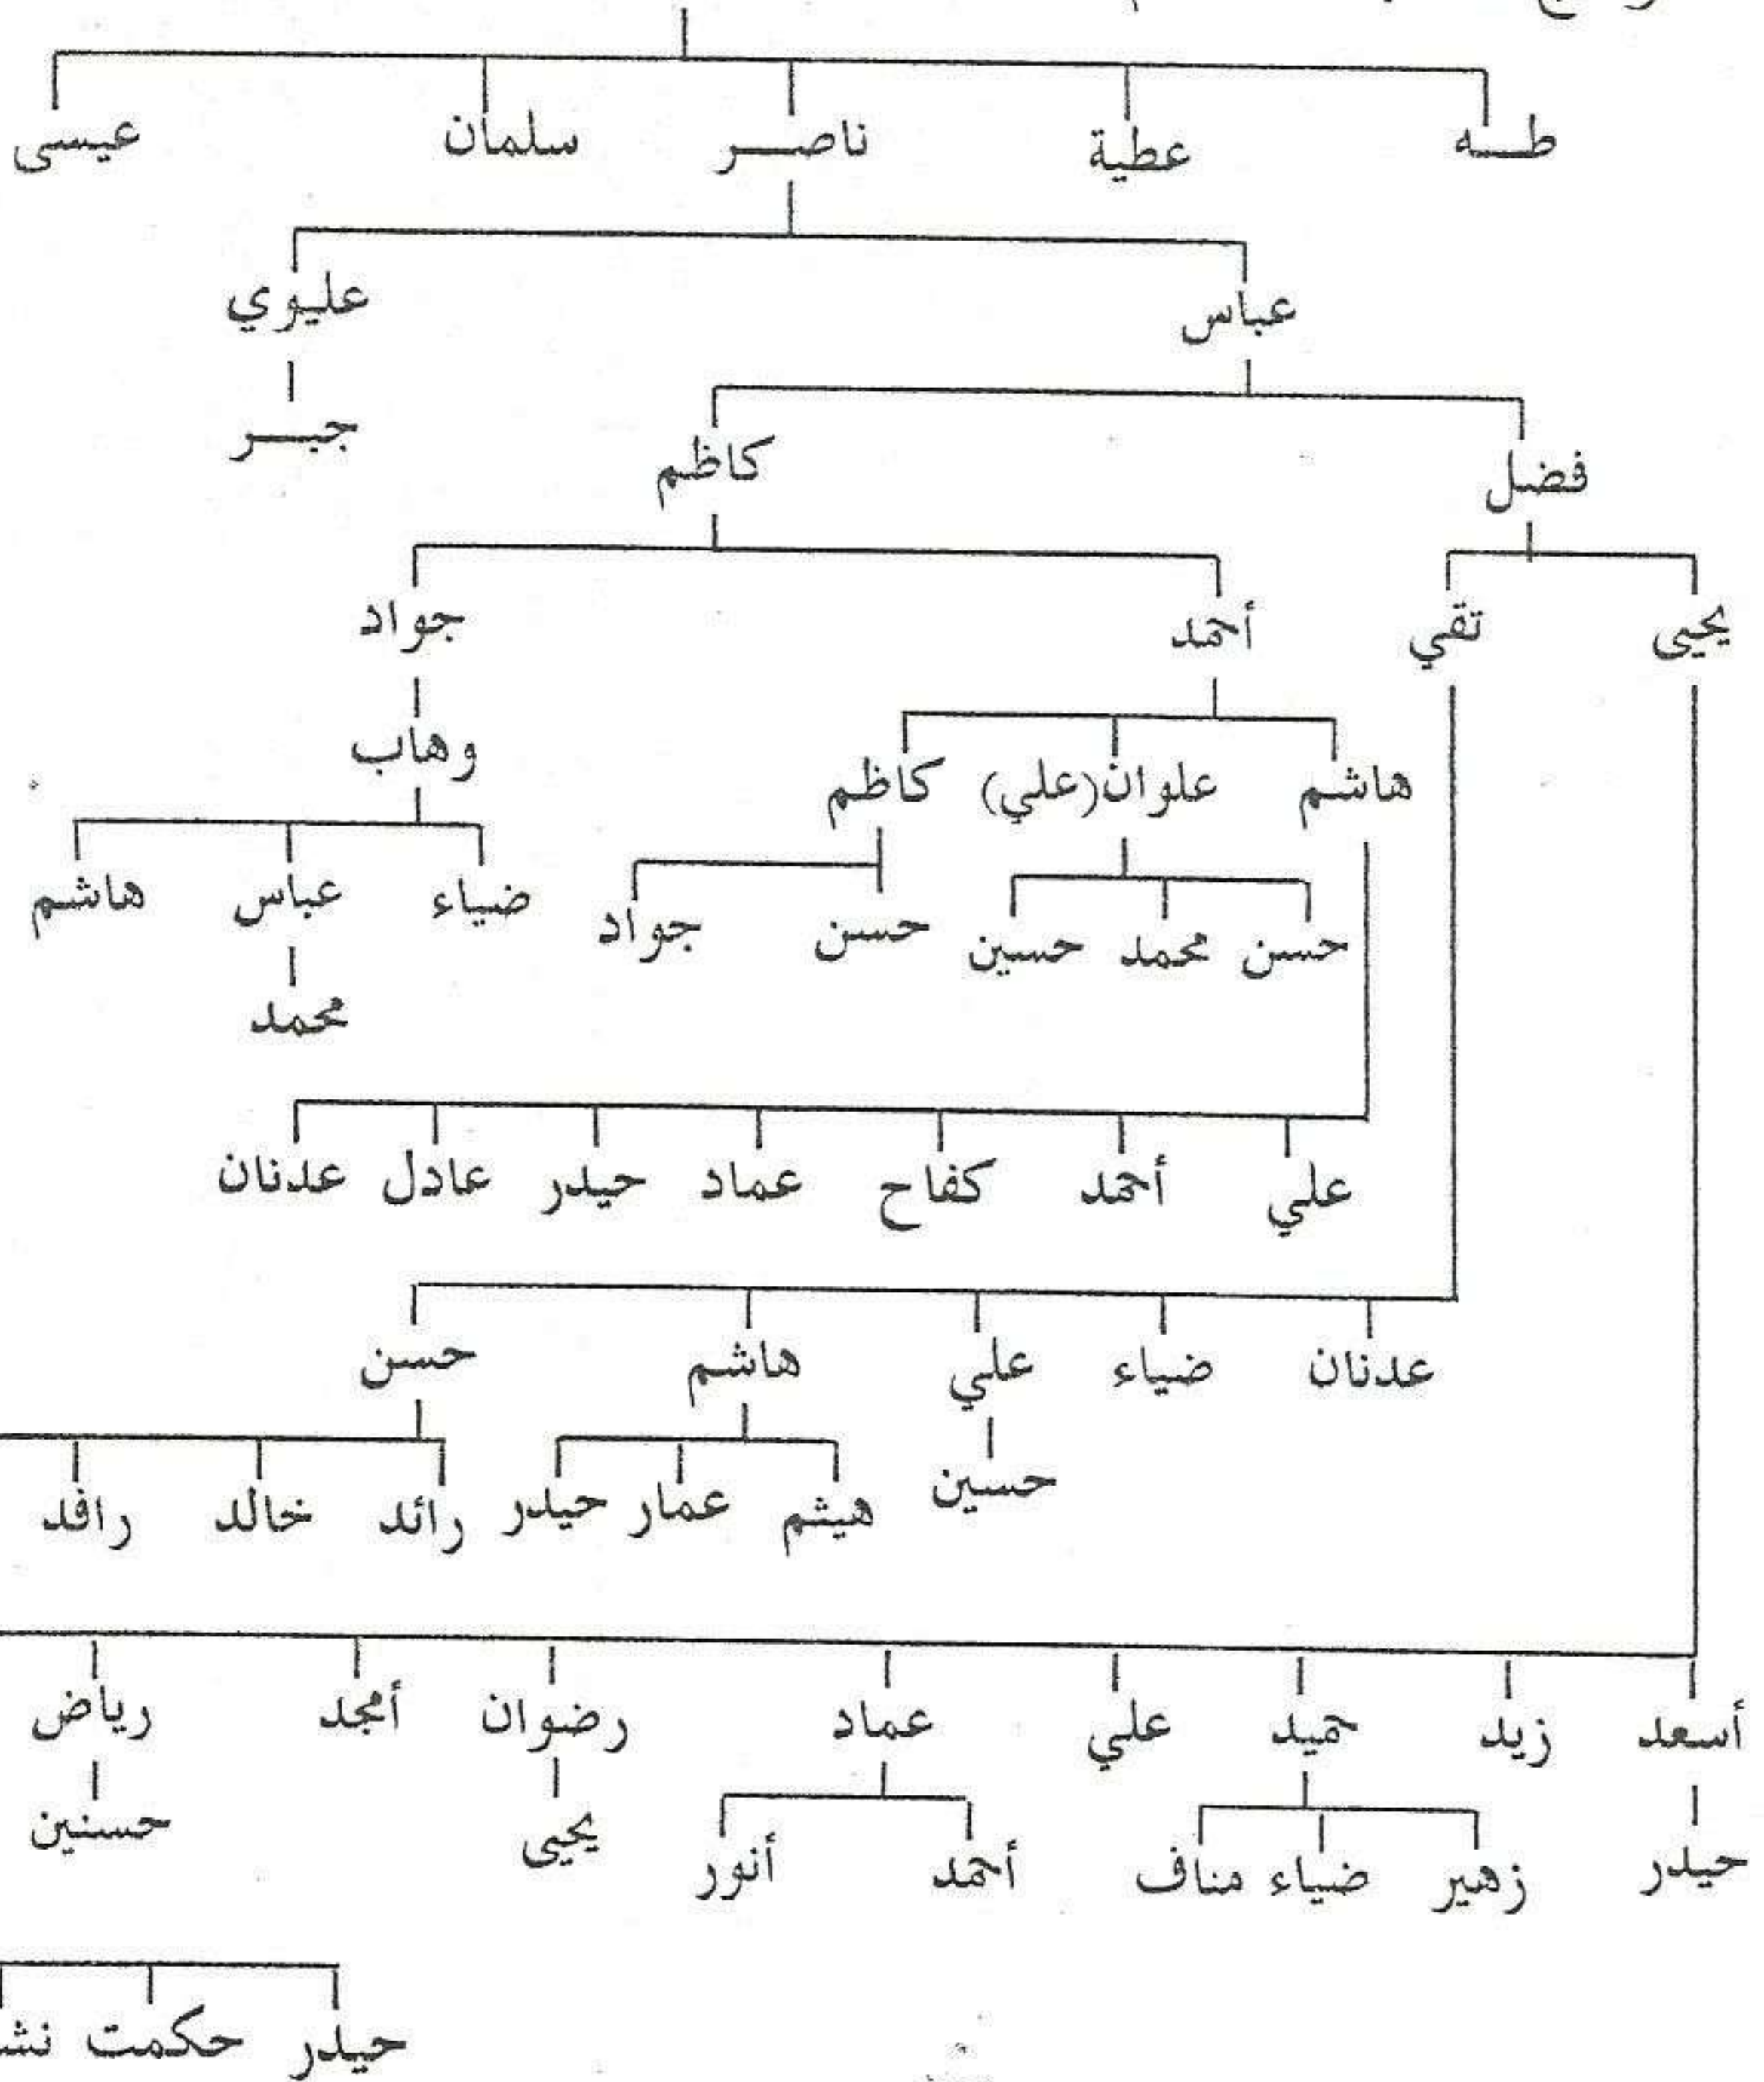 طه عطية ناصر سلمان عيسى
عباس عليوي
جبر
فضل كاظم
يحيى تقي أحمد جواد
وهاب
هاشم علوان (علي) كاظم
ضياء عباس هاشم
حسن محمد حسين حسن جواد
محمد
علي أحمد كفاح عماد حيدر عادل عدنان
عدنان ضياء علي هاشم حسن
حسين
هيثم عمار حيدر رائد خالد رافد
أسعد زيد حميد علي عماد رضوان أمجد رياض
حيدر زهير ضياء مناف أحمد أنور يحيى حسنين
حيدر حكمت